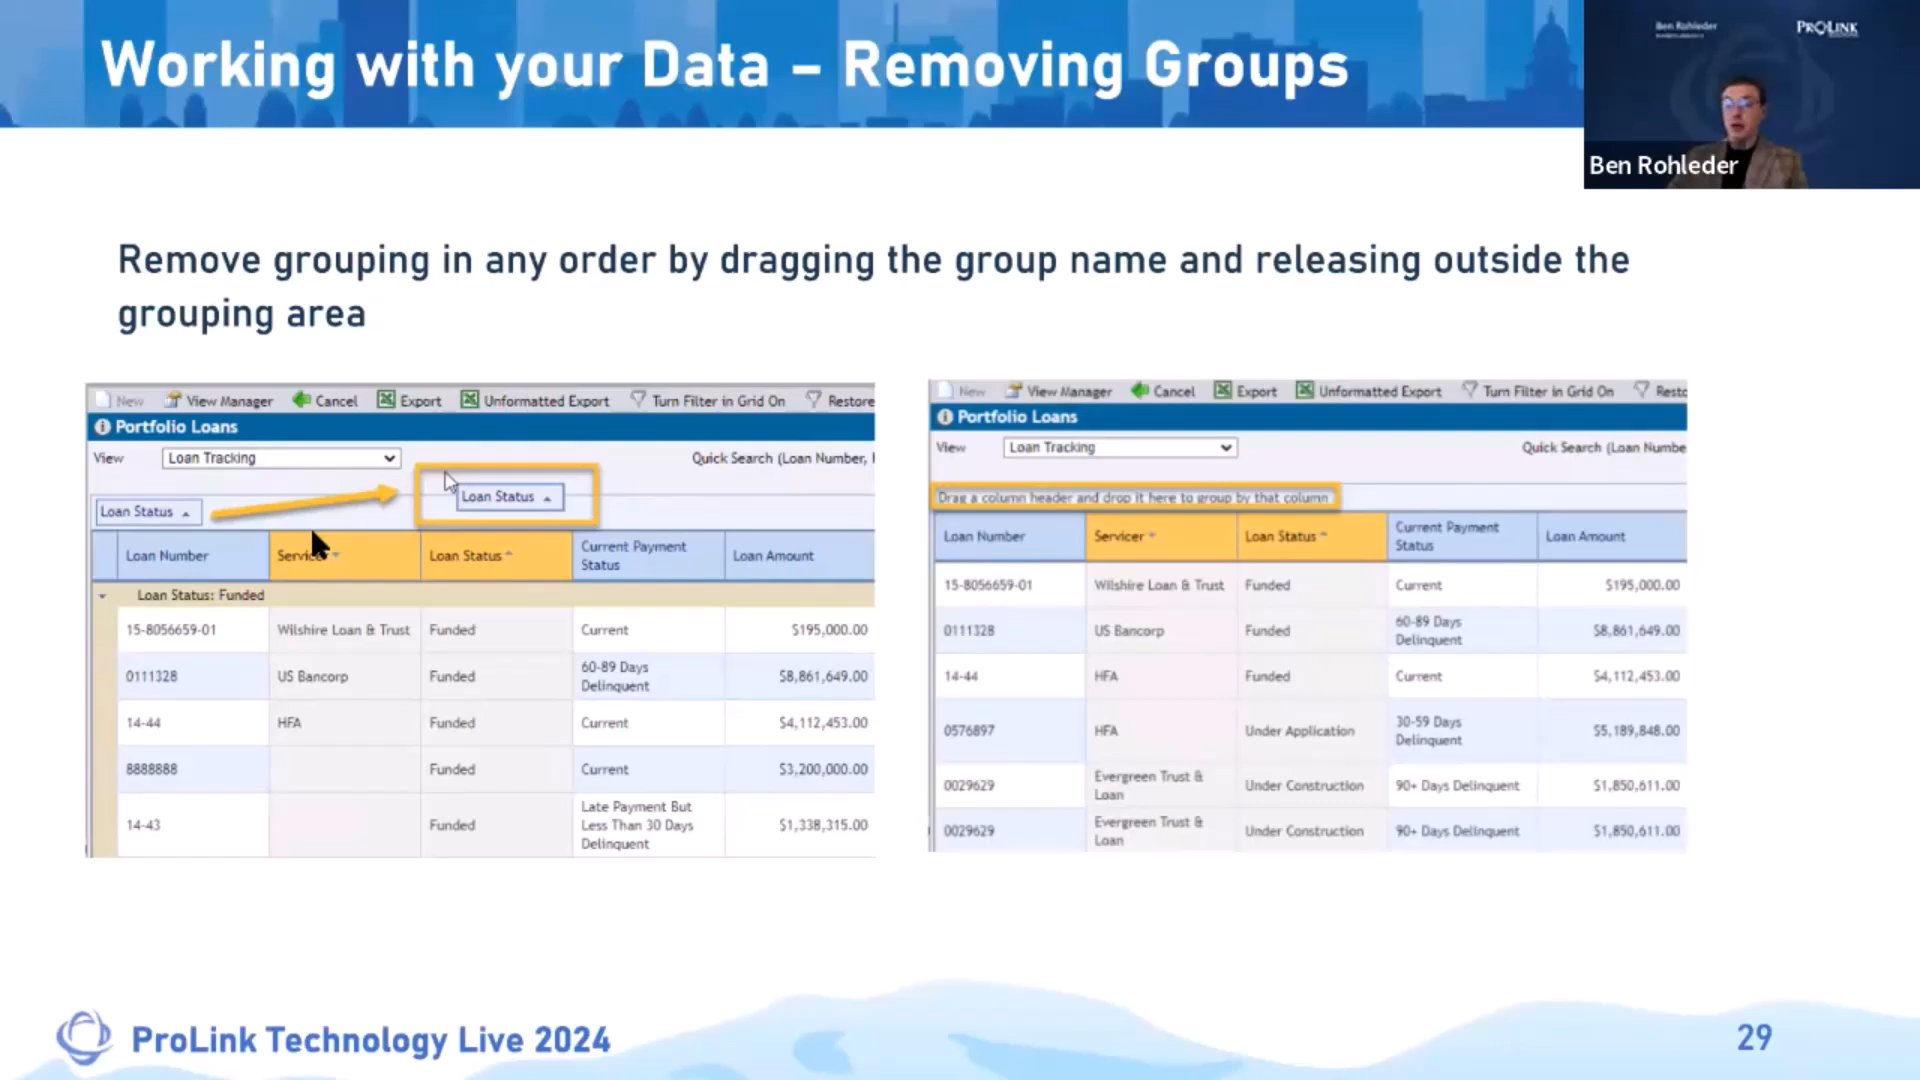 Working with your Data – Removing Groups
PROLINK
Ben Rohleder
Ben Rohleder
Remove grouping in any order by dragging the group name and releasing outside the
grouping area
New View Manager Cancel Export Unformatted Export Turn Filter in Grid On Restore
Portfolio Loans
View Loan Tracking Quick Search (Loan Number,
Loan Status
Loan Status
Loan Number Servicer Loan Status Current Payment Status Loan Amount
Loan Status: Funded
15-8056659-01 Wilshire Loan & Trust Funded Current $195,000.00
0111328 US Bancorp Funded 60-89 Days Delinquent $8,861,649.00
14-44 HFA Funded Current $4,112,453.00
8888888 Funded Current $3,200,000.00
14-43 Funded Late Payment But Less Than 30 Days Delinquent $1,338,315.00
New View Manager Cancel Export Unformatted Export Turn Filter in Grid On Resto
Portfolio Loans
View Loan Tracking Quick Search (Loan Numbe
Drag a column header and drop it here to group by that column
Loan Number Servicer Loan Status Current Payment Status Loan Amount
15-8056659-01 Wilshire Loan & Trust Funded Current $195,000.00
0111328 US Bancorp Funded 60-89 Days Delinquent $8,861,649.00
14-44 HFA Funded Current $4,112,453.00
0576897 HFA Under Application 30-59 Days Delinquent $5,189,848.00
0029629 Evergreen Trust & Loan Under Construction 90+ Days Delinquent $1,850,611.00
0029629 Evergreen Trust & Loan Under Construction 90+ Days Delinquent $1,850,611.00
ProLink Technology Live 2024
29